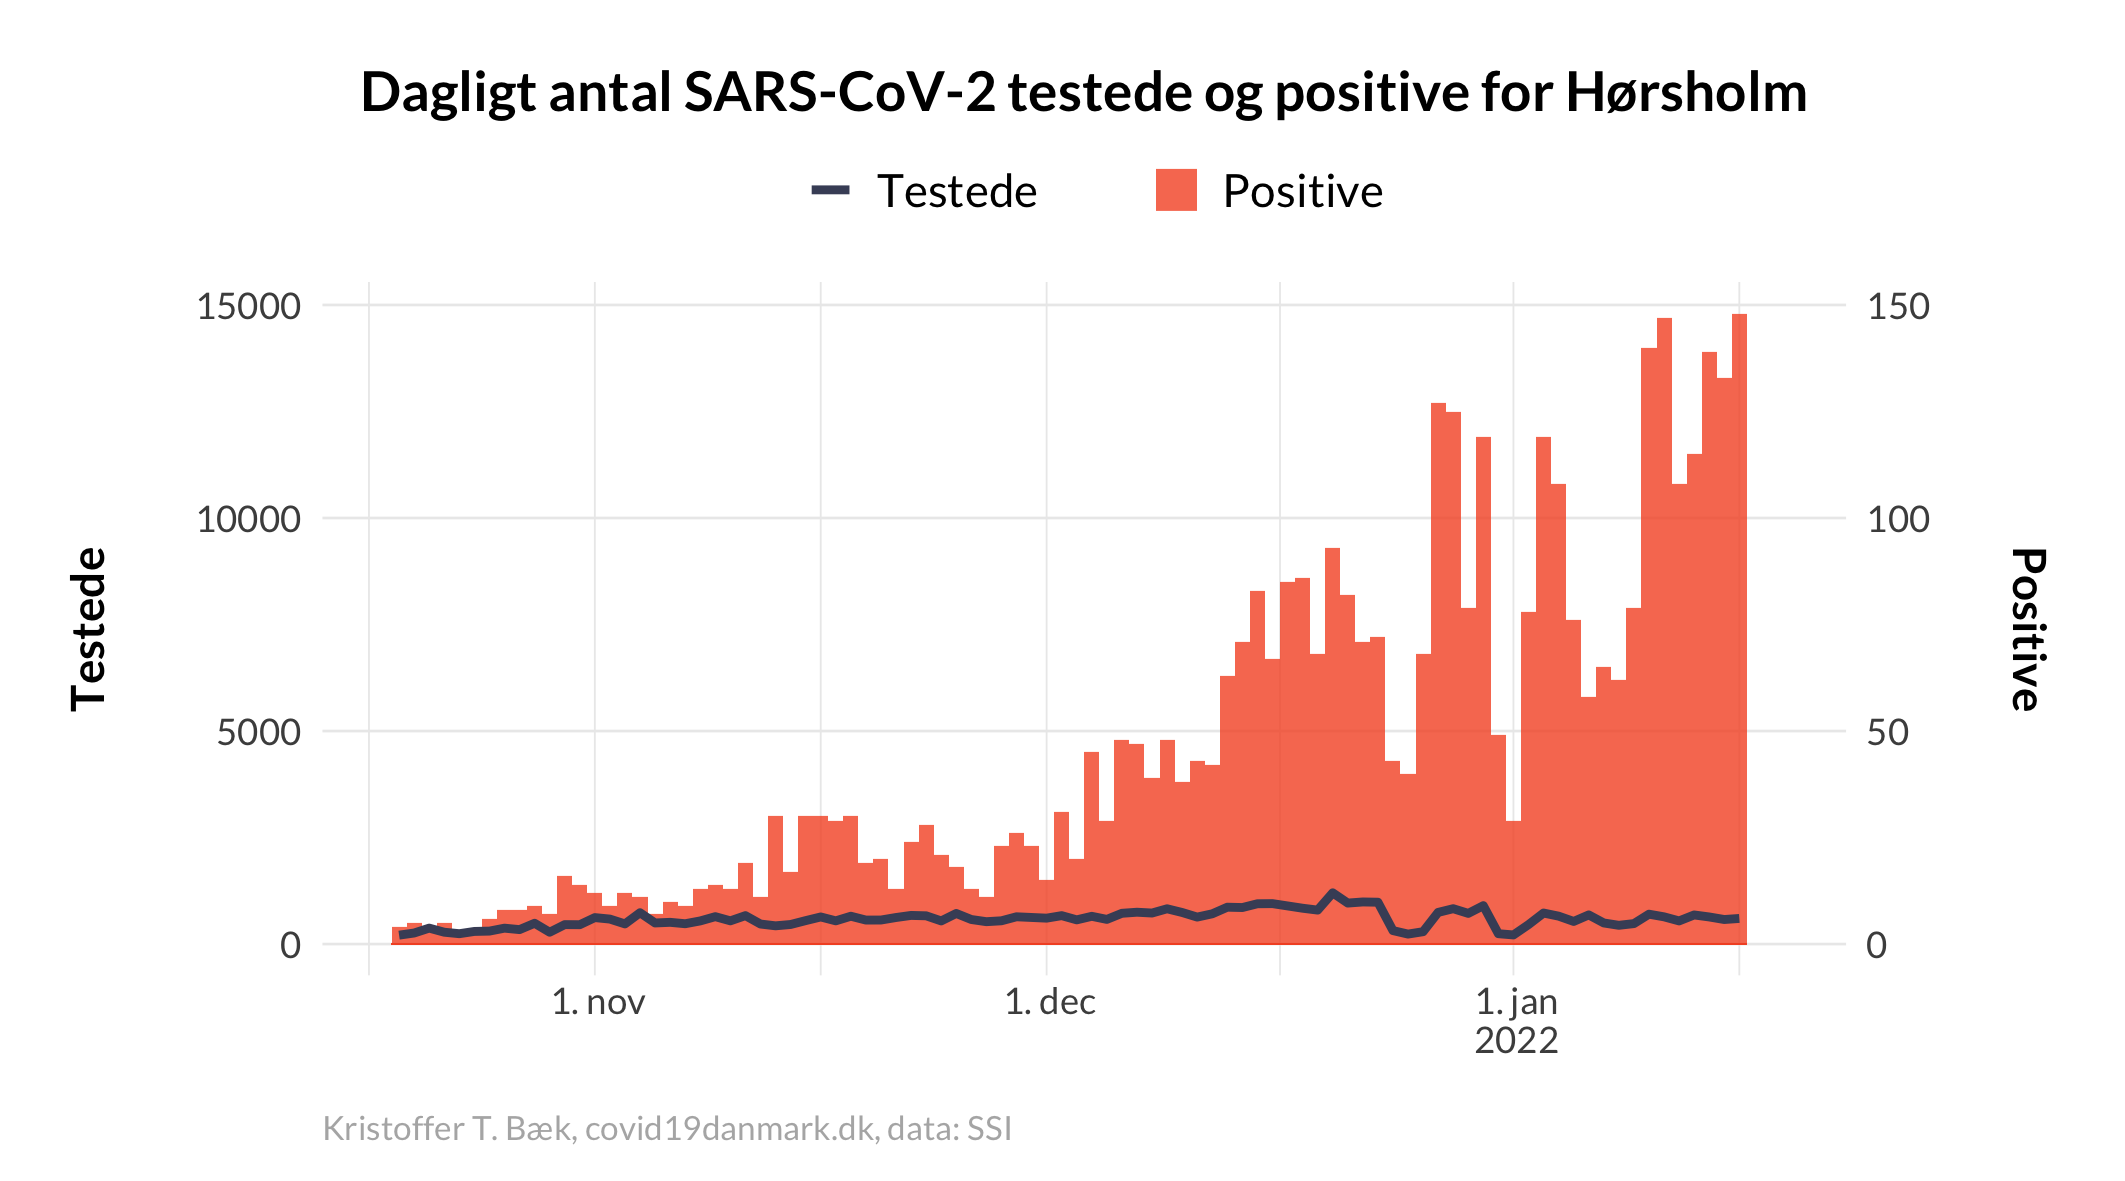 Dagligt antal SARS-CoV-2 testede og positive for Hørsholm
Testede
Positive
15000
10000
5000
0
Testede
150
100
50
0
Positive
1. nov
1. dec
1. jan
2022
Kristoffer T. Bæk, covid19danmark.dk, data: SSI